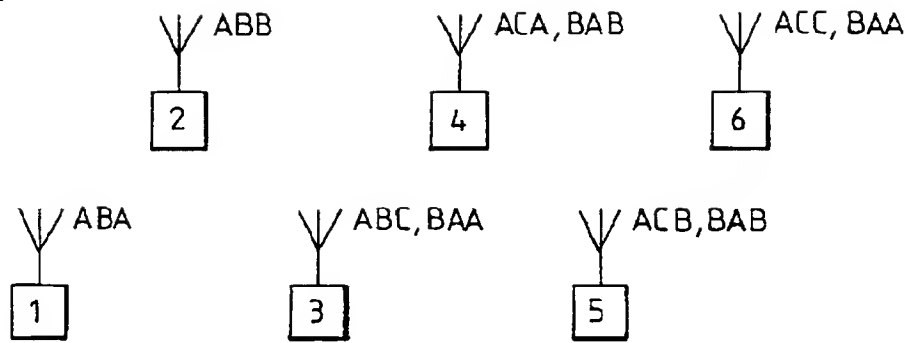 ABB ACA, BAB ACC, BAA
2 4 6
ABA ABC, BAA ACB, BAB
1 3 5